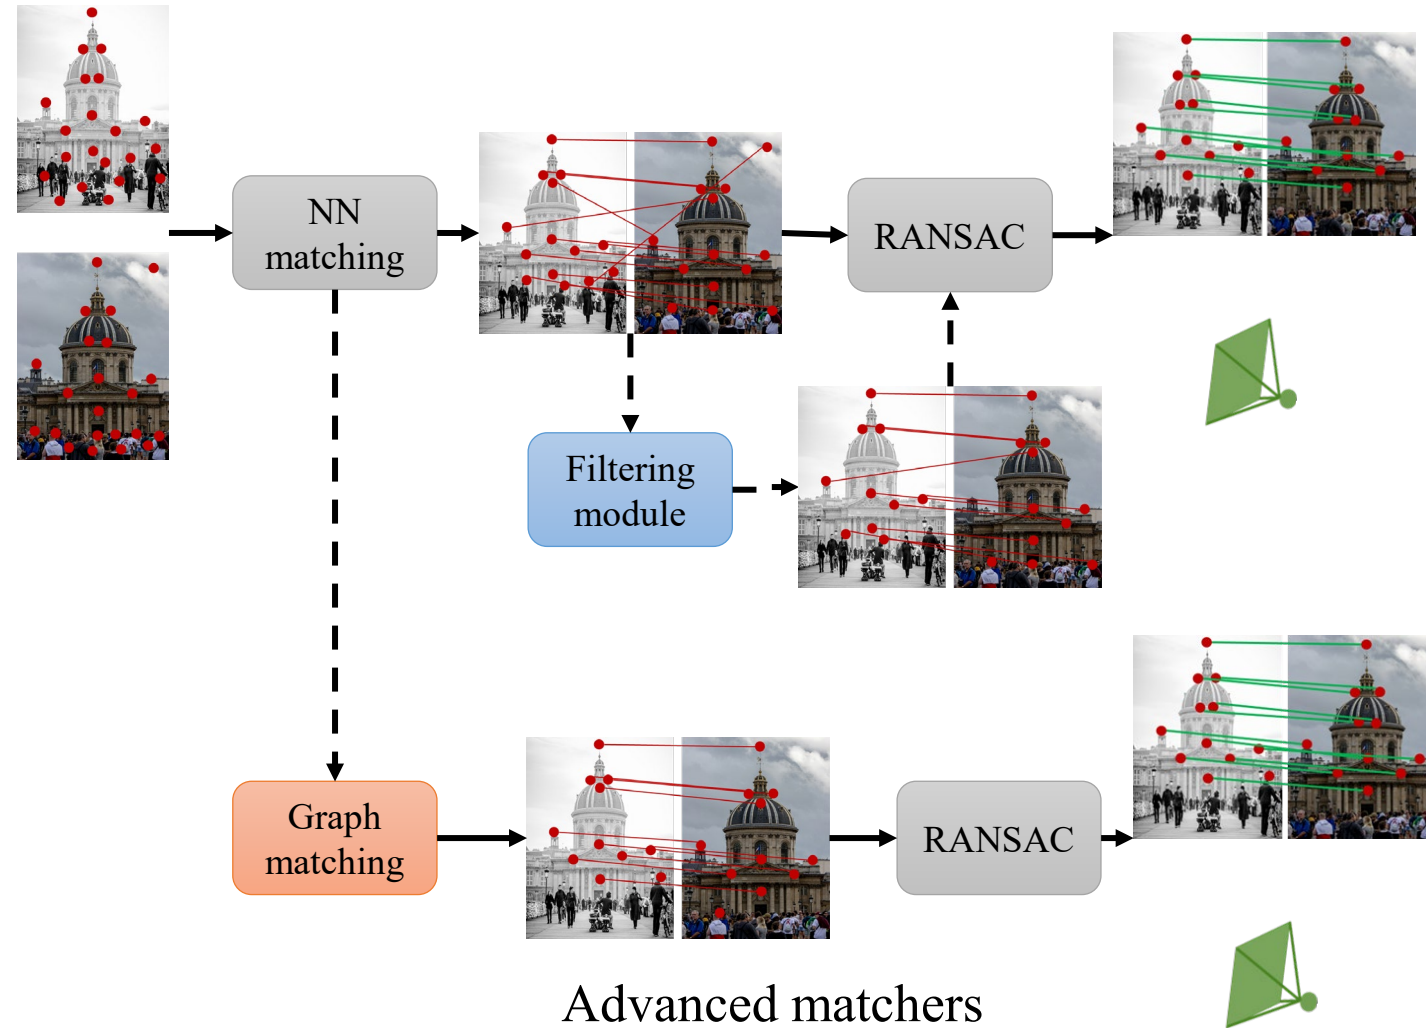 NN
matching
RANSAC
Filtering
module
Graph
matching
RANSAC
Advanced matchers